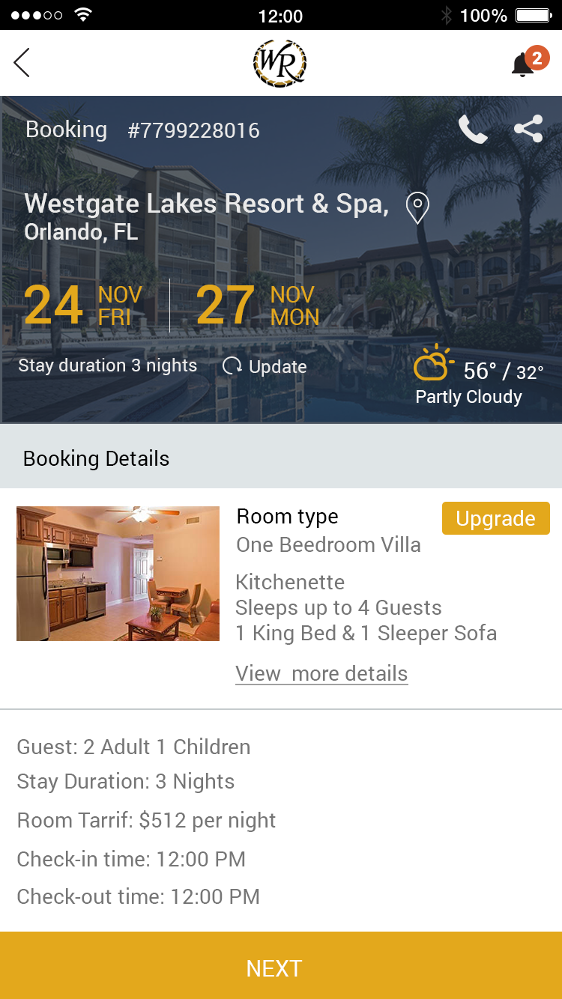 12:00
100%
WR
2
Booking #7799228016
Westgate Lakes Resort & Spa,
Orlando, FL
24 NOV FRI
27 NOV MON
Stay duration 3 nights
Update
56° / 32°
Partly Cloudy
Booking Details
Room type
Upgrade
One Beedroom Villa
Kitchenette
Sleeps up to 4 Guests
1 King Bed & 1 Sleeper Sofa
View more details
Guest: 2 Adult 1 Children
Stay Duration: 3 Nights
Room Tarrif: $512 per night
Check-in time: 12:00 PM
Check-out time: 12:00 PM
NEXT